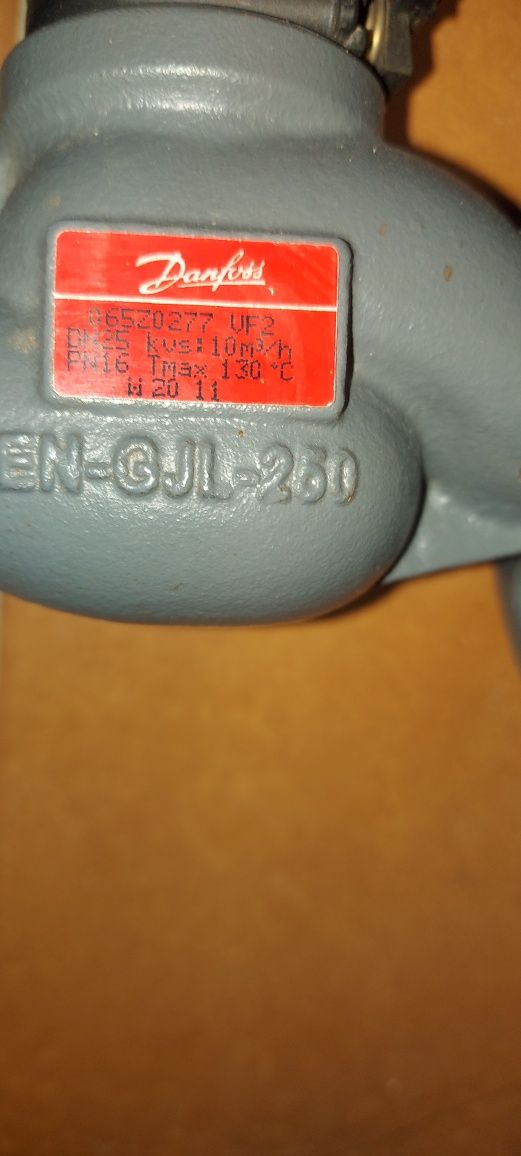 Danfoss
065Z0277 VF2
DN25 kvs:10m³/h
PN16 Tmax 130 °C
W 20 11
EN-GJL-250